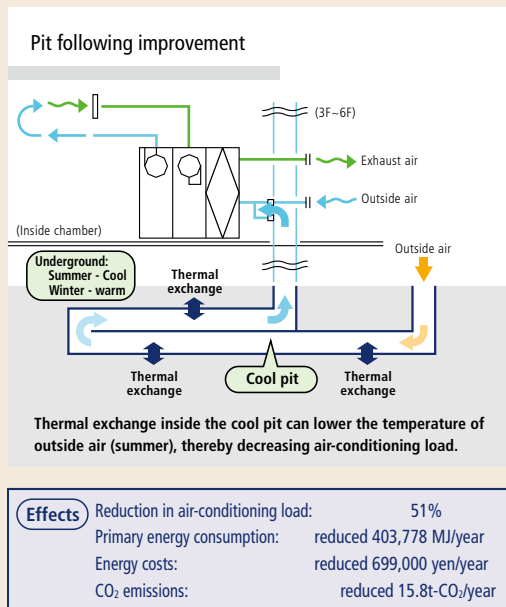 Pit following improvement
(3F~6F)
Exhaust air
Outside air
(Inside chamber)
Outside air
Underground:
Summer - Cool
Winter - warm
Thermal
exchange
Thermal
exchange
Cool pit
Thermal
exchange
Thermal exchange inside the cool pit can lower the temperature of
outside air (summer), thereby decreasing air-conditioning load.
Effects
Reduction in air-conditioning load: 51%
Primary energy consumption: reduced 403,778 MJ/year
Energy costs: reduced 699,000 yen/year
CO₂ emissions: reduced 15.8t-CO₂/year